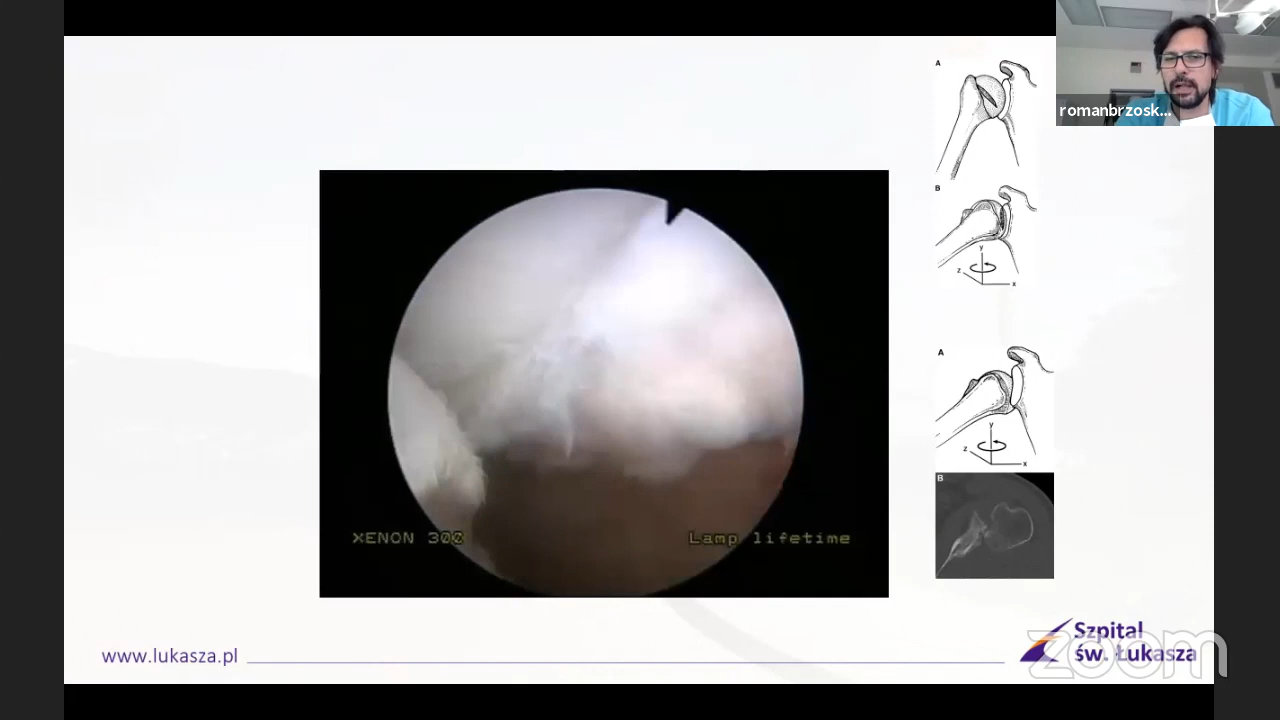 romanbrzosk...
A
B
y
z
x
A
y
z
x
B
XENON 300
Lamp lifetime
www.lukasza.pl
Szpital
św. Łukasza
zoom